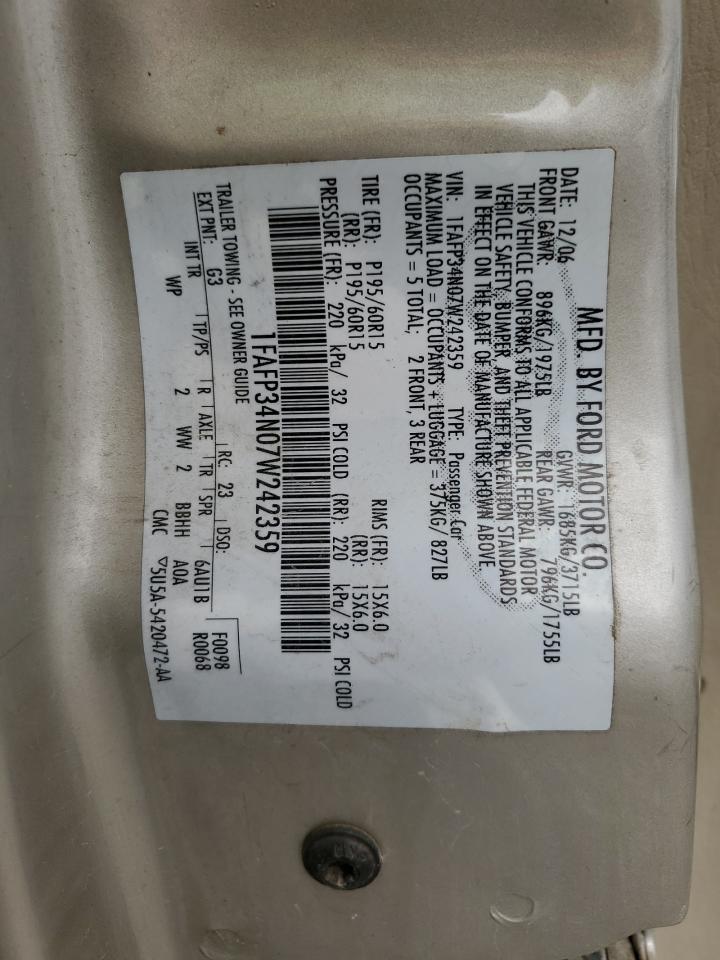 MFD. BY FORD MOTOR CO.
DATE: 12/06 GVWR: 1685KG/3715LB
FRONT GAWR: 896KG/1975LB REAR GAWR: 796KG/1755LB
THIS VEHICLE CONFORMS TO ALL APPLICABLE FEDERAL MOTOR
VEHICLE SAFETY, BUMPER, AND THEFT PREVENTION STANDARDS
IN EFFECT ON THE DATE OF MANUFACTURE SHOWN ABOVE.
VIN: 1FAFP34N07W242359 TYPE: Passenger Car
MAXIMUM LOAD = OCCUPANTS + LUGGAGE = 375KG/ 827LB
OCCUPANTS = 5 TOTAL; 2 FRONT, 3 REAR
TIRE (FR): P195/60R15 RIMS (FR): 15X6.0
(RR): P195/60R15 (RR): 15X6.0
PRESSURE (FR): 220 kPa/ 32 PSI COLD (RR): 220 kPa/ 32 PSI COLD
1FAFP34N07W242359
TRAILER TOWING - SEE OWNER GUIDE
EXT PNT: G3 RC: 23 DSO: F0098
R0068
INT TR TP/PS R AXLE TR SPR 6AU1B
WP 2 WW 2 BBHH AOA
CMC ▽5U5A-5420472-AA